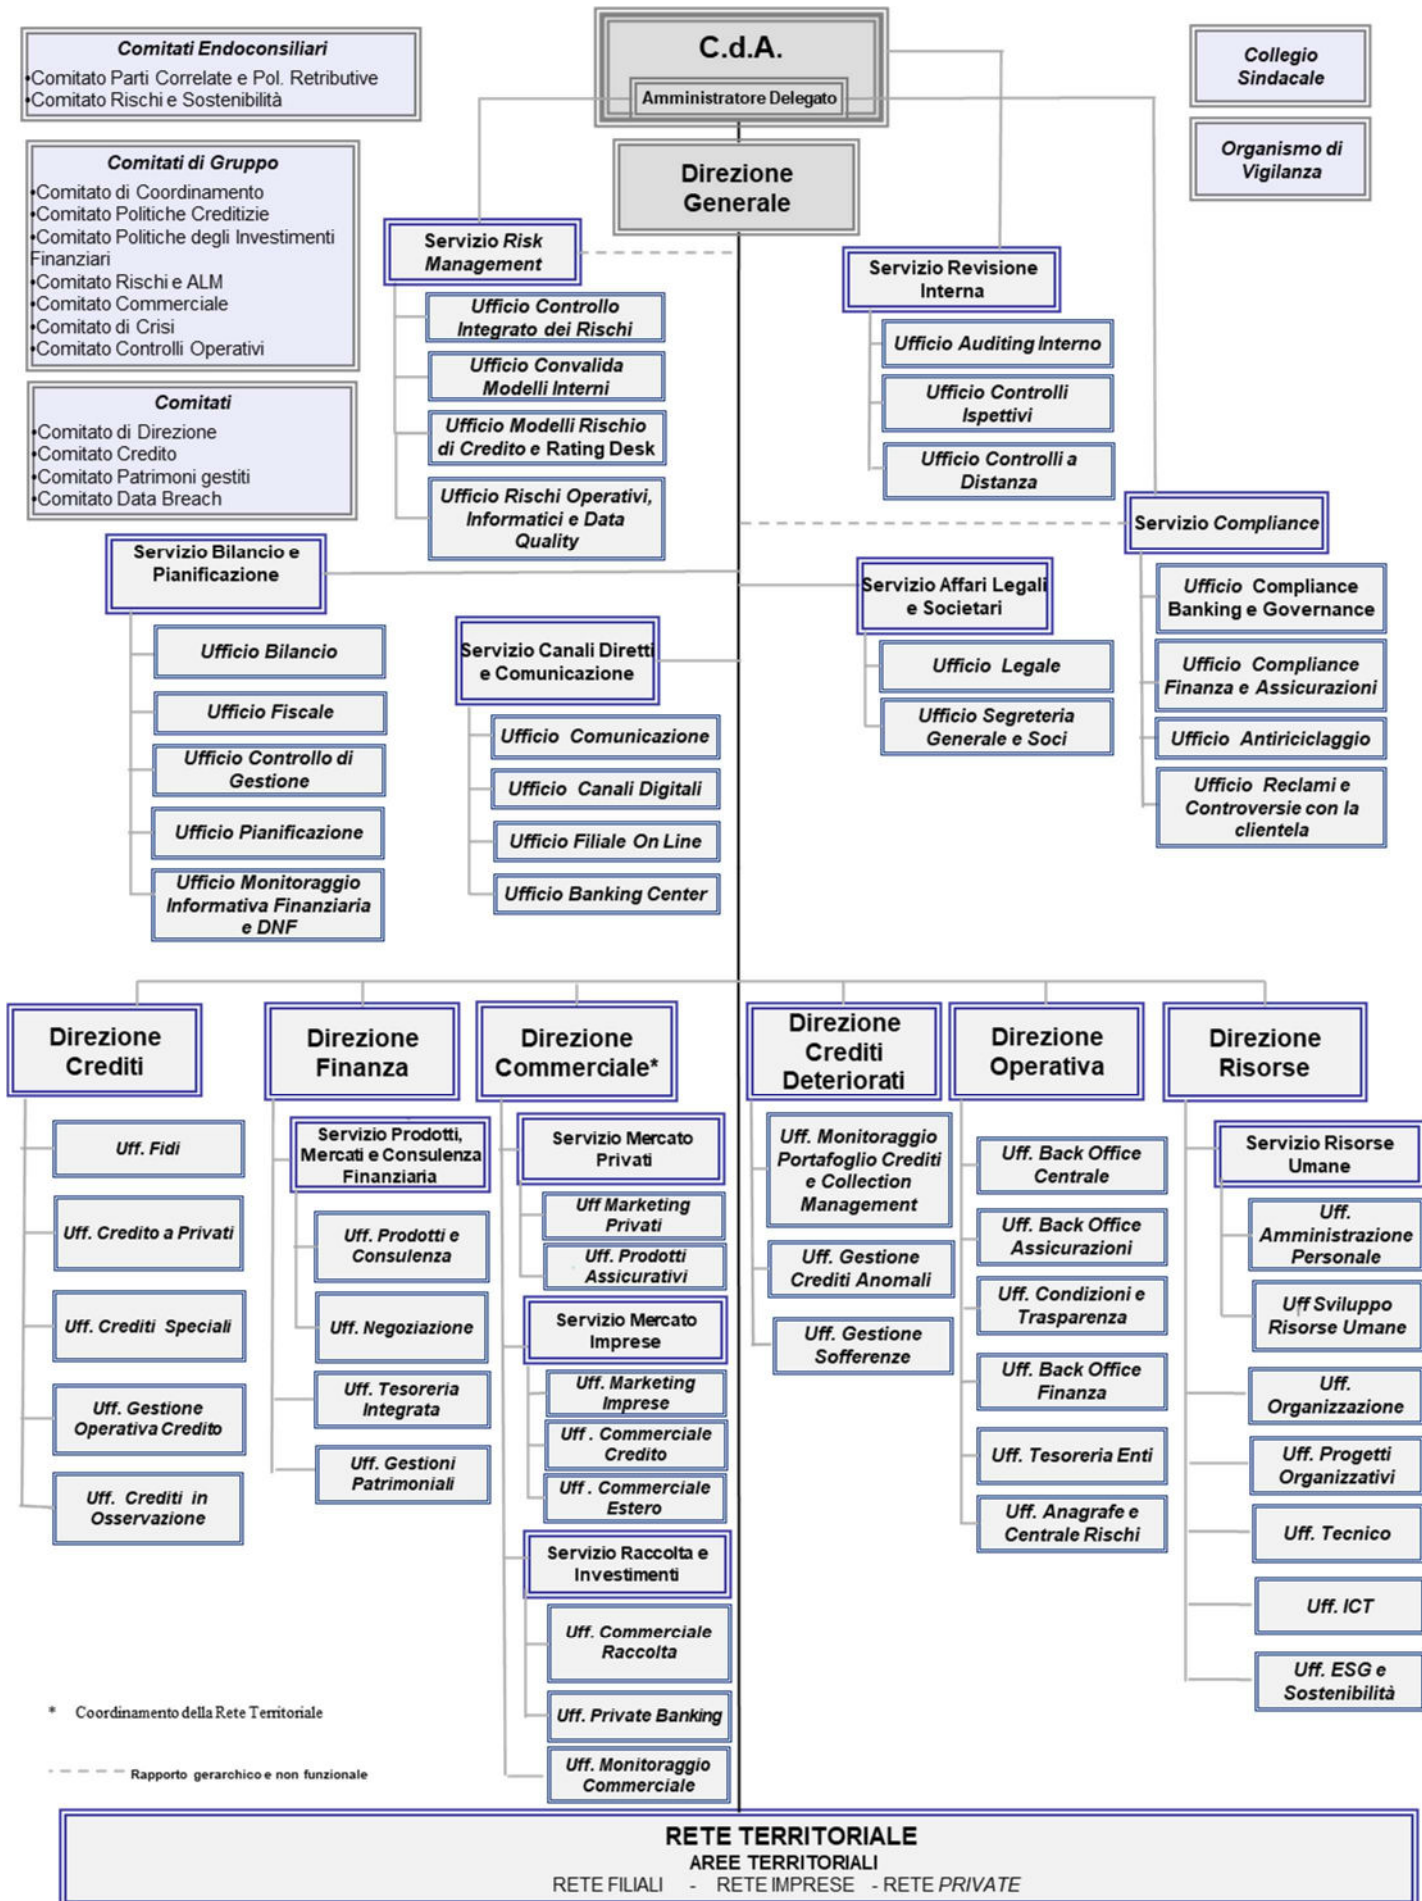 C.d.A.
Amministratore Delegato
Direzione
Generale
Comitati Endoconsiliari
•Comitato Parti Correlate e Pol. Retributive
•Comitato Rischi e Sostenibilità
Comitati di Gruppo
•Comitato di Coordinamento
•Comitato Politiche Creditizie
•Comitato Politiche degli Investimenti
Finanziari
•Comitato Rischi e ALM
•Comitato Commerciale
•Comitato di Crisi
•Comitato Controlli Operativi
Comitati
•Comitato di Direzione
•Comitato Credito
•Comitato Patrimoni gestiti
•Comitato Data Breach
Collegio
Sindacale
Organismo di
Vigilanza
Servizio Risk
Management
Ufficio Controllo
Integrato dei Rischi
Ufficio Convalida
Modelli Interni
Ufficio Modelli Rischio
di Credito e Rating Desk
Ufficio Rischi Operativi,
Informatici e Data
Quality
Servizio Revisione
Interna
Ufficio Auditing Interno
Ufficio Controlli
Ispettivi
Ufficio Controlli a
Distanza
Servizio Compliance
Ufficio Compliance
Banking e Governance
Ufficio Compliance
Finanza e Assicurazioni
Ufficio Antiriciclaggio
Ufficio Reclami e
Controversie con la
clientela
Servizio Bilancio e
Pianificazione
Ufficio Bilancio
Ufficio Fiscale
Ufficio Controllo di
Gestione
Ufficio Pianificazione
Ufficio Monitoraggio
Informativa Finanziaria
e DNF
Servizio Canali Diretti
e Comunicazione
Ufficio Comunicazione
Ufficio Canali Digitali
Ufficio Filiale On Line
Ufficio Banking Center
Servizio Affari Legali
e Societari
Ufficio Legale
Ufficio Segreteria
Generale e Soci
Direzione
Crediti
Uff. Fidi
Uff. Credito a Privati
Uff. Crediti Speciali
Uff. Gestione
Operativa Credito
Uff. Crediti in
Osservazione
Direzione
Finanza
Servizio Prodotti,
Mercati e Consulenza
Finanziaria
Uff. Prodotti e
Consulenza
Uff. Negoziazione
Uff. Tesoreria
Integrata
Uff. Gestioni
Patrimoniali
Direzione
Commerciale*
Servizio Mercato
Privati
Uff Marketing
Privati
Uff. Prodotti
Assicurativi
Servizio Mercato
Imprese
Uff. Marketing
Imprese
Uff . Commerciale
Credito
Uff . Commerciale
Estero
Servizio Raccolta e
Investimenti
Uff. Commerciale
Raccolta
Uff. Private Banking
Uff. Monitoraggio
Commerciale
Direzione
Crediti
Deteriorati
Uff. Monitoraggio
Portafoglio Crediti
e Collection
Management
Uff. Gestione
Crediti Anomali
Uff. Gestione
Sofferenze
Direzione
Operativa
Uff. Back Office
Centrale
Uff. Back Office
Assicurazioni
Uff. Condizioni e
Trasparenza
Uff. Back Office
Finanza
Uff. Tesoreria Enti
Uff. Anagrafe e
Centrale Rischi
Direzione
Risorse
Servizio Risorse
Umane
Uff.
Amministrazione
Personale
Uff Sviluppo
Risorse Umane
Uff.
Organizzazione
Uff. Progetti
Organizzativi
Uff. Tecnico
Uff. ICT
Uff. ESG e
Sostenibilità
* Coordinamento della Rete Territoriale
Rapporto gerarchico e non funzionale
RETE TERRITORIALE
AREE TERRITORIALI
RETE FILIALI - RETE IMPRESE - RETE PRIVATE